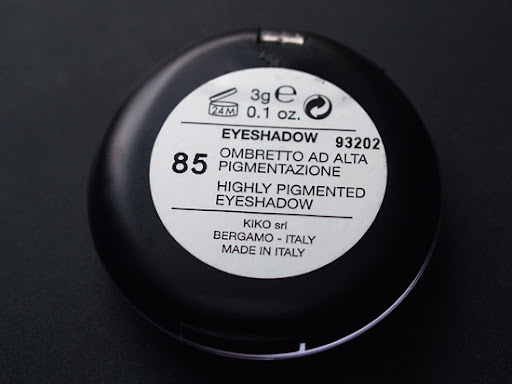 24M
3g e
0.1 oz.
EYESHADOW
93202
85
OMBRETTO AD ALTA
PIGMENTAZIONE
HIGHLY PIGMENTED
EYESHADOW
KIKO srl
BERGAMO - ITALY
MADE IN ITALY